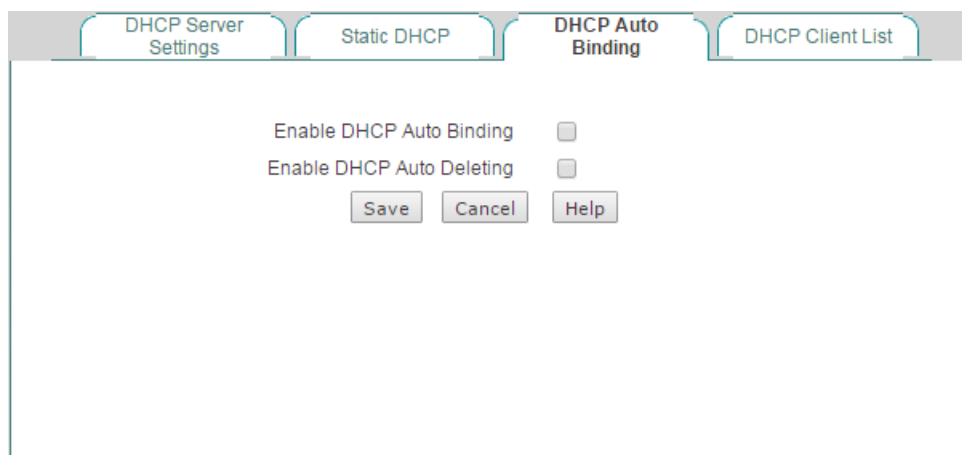 DHCP Server
Settings
Static DHCP
DHCP Auto
Binding
DHCP Client List
Enable DHCP Auto Binding
Enable DHCP Auto Deleting
Save Cancel Help